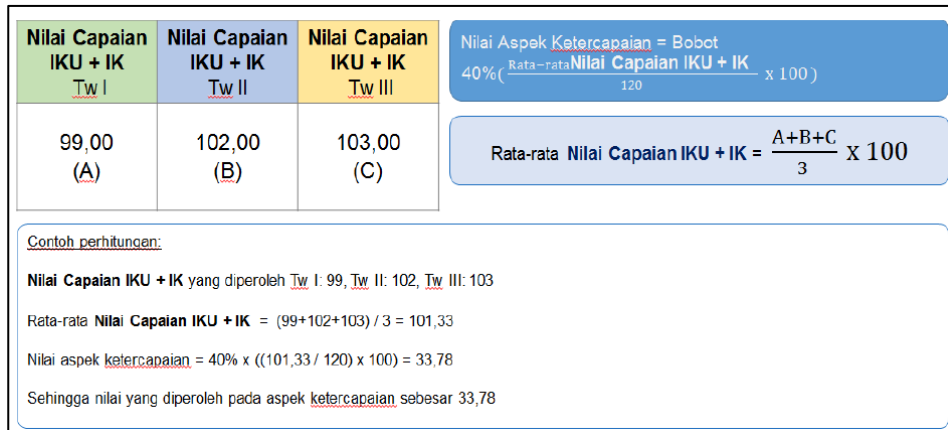 Nilai Capaian
IKU + IK
Tw I
Nilai Capaian
IKU + IK
Tw II
Nilai Capaian
IKU + IK
Tw III
99,00
(A)
102,00
(B)
103,00
(C)
Nilai Aspek Ketercapaian = Bobot
40%(Rata-rata Nilai Capaian IKU + IK / 120 x 100 )
Rata-rata Nilai Capaian IKU + IK = A+B+C / 3 x 100
Contoh perhitungan:
Nilai Capaian IKU + IK yang diperoleh Tw I: 99, Tw II: 102, Tw III: 103
Rata-rata Nilai Capaian IKU + IK = (99+102+103) / 3 = 101,33
Nilai aspek ketercapaian = 40% x ((101,33 / 120) x 100) = 33,78
Sehingga nilai yang diperoleh pada aspek ketercapaian sebesar 33,78